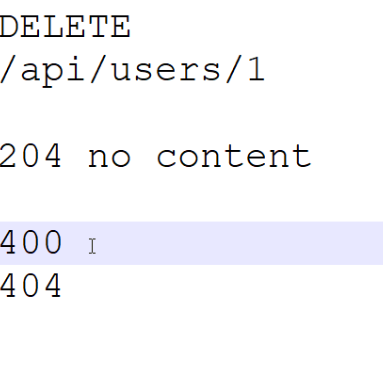 DELETE
/api/users/1
204 no content
400
404